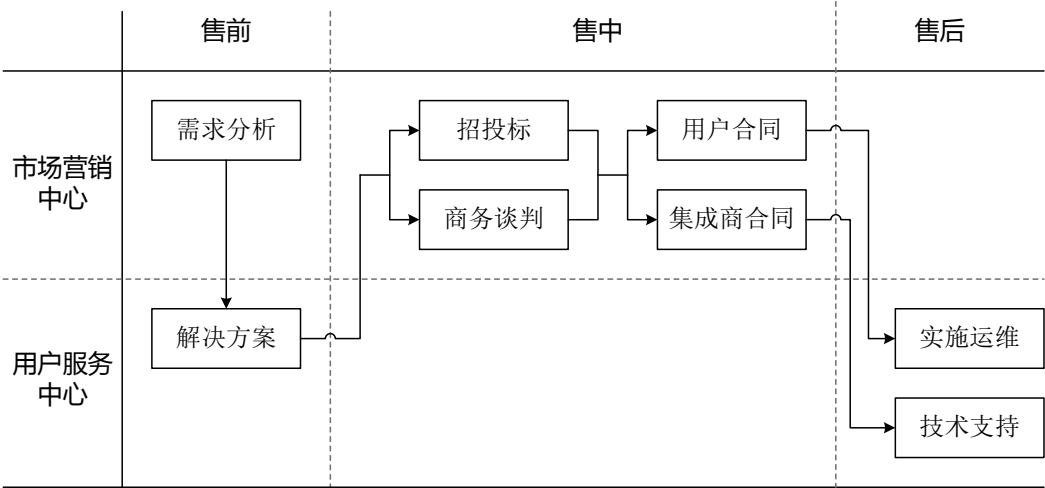 售前
售中
售后
市场营销
中心
需求分析
招投标
用户合同
商务谈判
集成商合同
用户服务
中心
解决方案
实施运维
技术支持